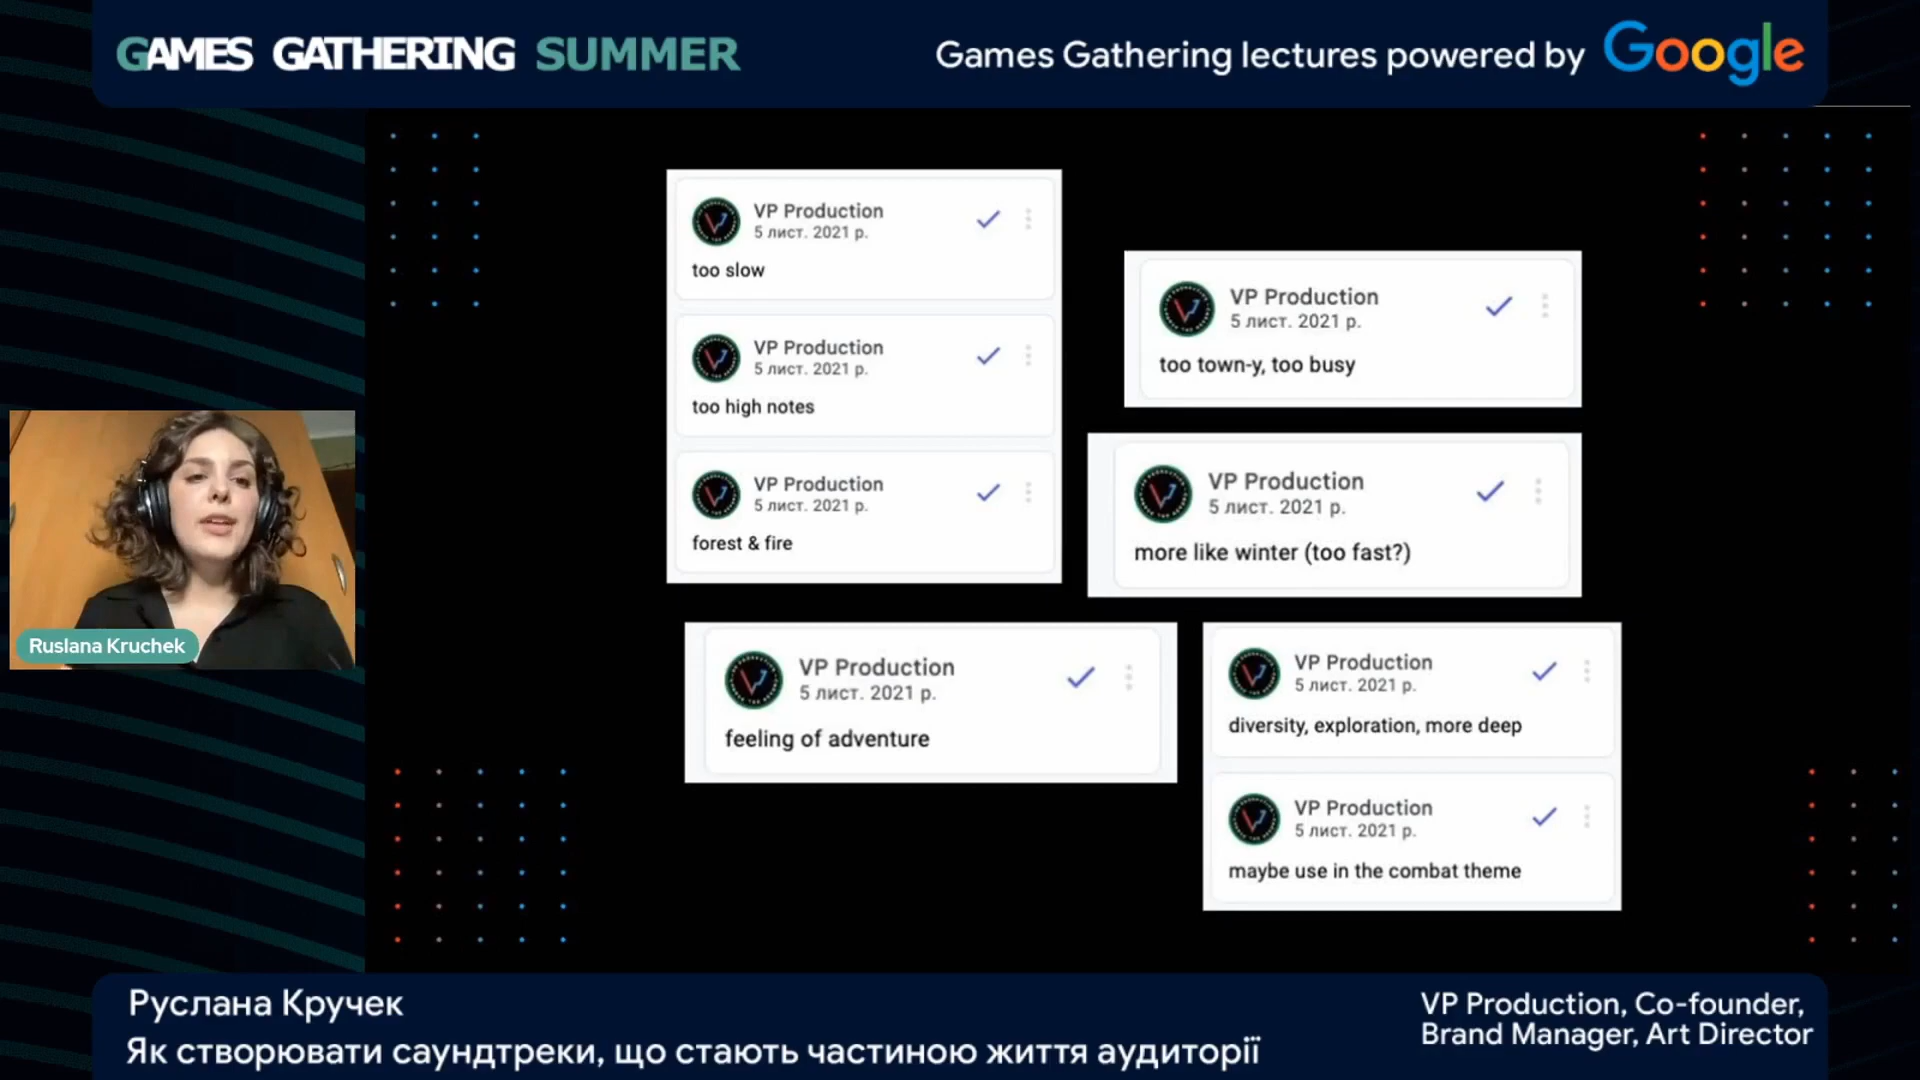 GAMES GATHERING SUMMER
Games Gathering lectures powered by Google
VP Production
5 лист. 2021 р.
too slow
VP Production
5 лист. 2021 р.
too high notes
VP Production
5 лист. 2021 р.
forest & fire
VP Production
5 лист. 2021 р.
too town-y, too busy
VP Production
5 лист. 2021 р.
more like winter (too fast?)
VP Production
5 лист. 2021 р.
feeling of adventure
VP Production
5 лист. 2021 р.
diversity, exploration, more deep
VP Production
5 лист. 2021 р.
maybe use in the combat theme
Ruslana Kruchek
Руслана Кручек
Як створювати саундтреки, що стають частиною життя аудиторії
VP Production, Co-founder,
Brand Manager, Art Director